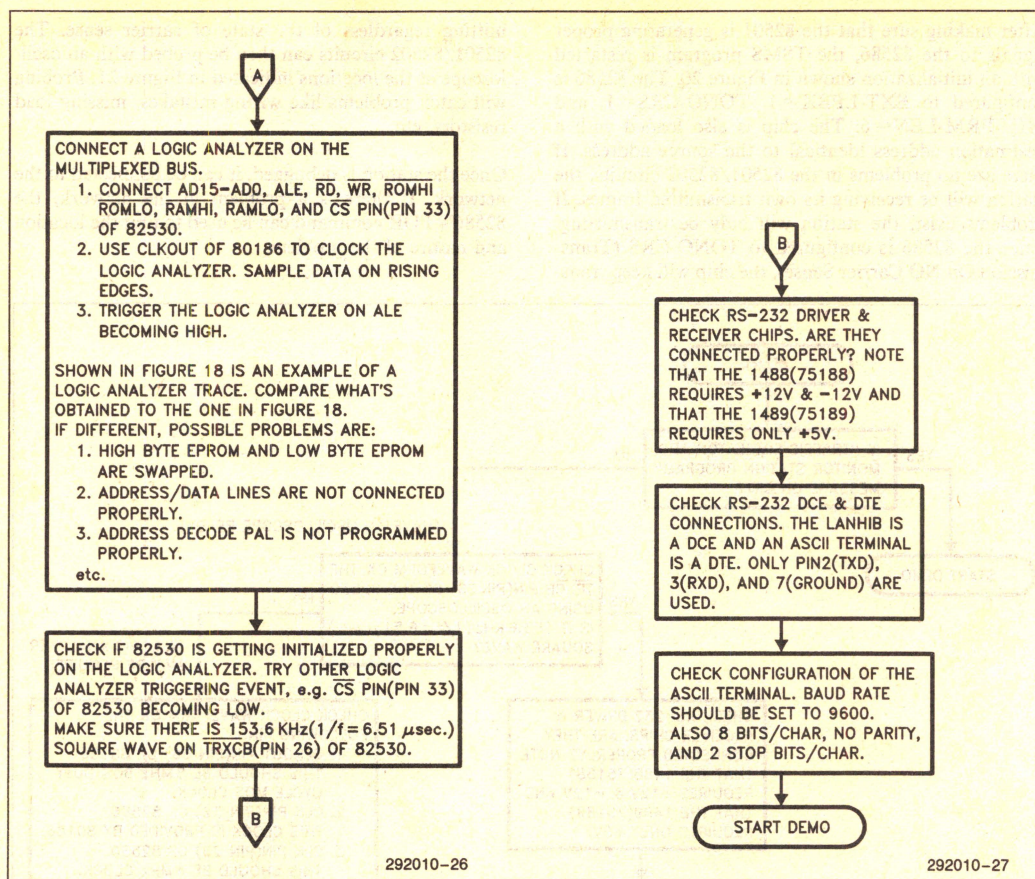 A
CONNECT A LOGIC ANALYZER ON THE
MULTIPLEXED BUS.
1. CONNECT AD15-AD0, ALE, RD, WR, ROMHI
ROMLO, RAMHI, RAMLO, AND CS PIN(PIN 33)
OF 82530.
2. USE CLKOUT OF 80186 TO CLOCK THE
LOGIC ANALYZER. SAMPLE DATA ON RISING
EDGES.
3. TRIGGER THE LOGIC ANALYZER ON ALE
BECOMING HIGH.
SHOWN IN FIGURE 18 IS AN EXAMPLE OF A
LOGIC ANALYZER TRACE. COMPARE WHAT'S
OBTAINED TO THE ONE IN FIGURE 18.
IF DIFFERENT, POSSIBLE PROBLEMS ARE:
1. HIGH BYTE EPROM AND LOW BYTE EPROM
ARE SWAPPED.
2. ADDRESS/DATA LINES ARE NOT CONNECTED
PROPERLY.
3. ADDRESS DECODE PAL IS NOT PROGRAMMED
PROPERLY.
etc.
CHECK IF 82530 IS GETTING INITIALIZED PROPERLY
ON THE LOGIC ANALYZER. TRY OTHER LOGIC
ANALYZER TRIGGERING EVENT, e.g. CS PIN(PIN 33)
OF 82530 BECOMING LOW.
MAKE SURE THERE IS 153.6 KHz(1/f= 6.51 μsec.)
SQUARE WAVE ON TRXCB(PIN 26) OF 82530.
B
292010-26
B
CHECK RS-232 DRIVER &
RECEIVER CHIPS. ARE THEY
CONNECTED PROPERLY? NOTE
THAT THE 1488(75188)
REQUIRES +12V & -12V AND
THAT THE 1489(75189)
REQUIRES ONLY +5V.
CHECK RS-232 DCE & DTE
CONNECTIONS. THE LANHIB IS
A DCE AND AN ASCII TERMINAL
IS A DTE. ONLY PIN2(TXD),
3(RXD), AND 7(GROUND) ARE
USED.
CHECK CONFIGURATION OF THE
ASCII TERMINAL. BAUD RATE
SHOULD BE SET TO 9600.
ALSO 8 BITS/CHAR, NO PARITY,
AND 2 STOP BITS/CHAR.
START DEMO
292010-27